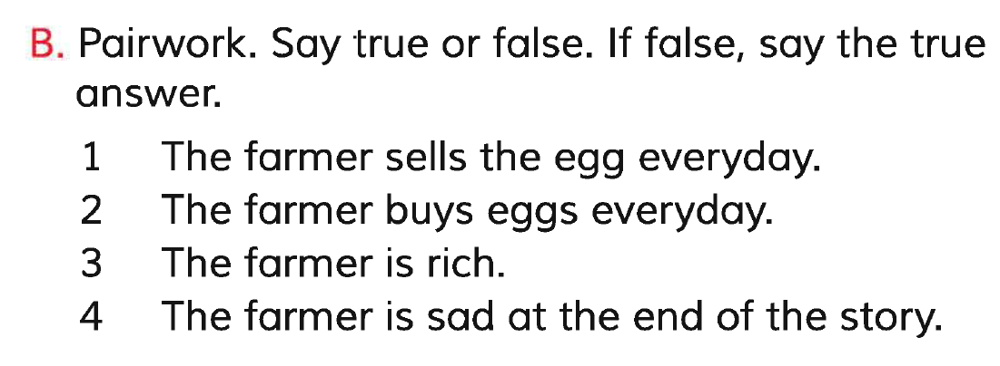 B. Pairwork. Say true or false. If false, say the true
answer.
1 The farmer sells the egg everyday.
2 The farmer buys eggs everyday.
3 The farmer is rich.
4 The farmer is sad at the end of the story.